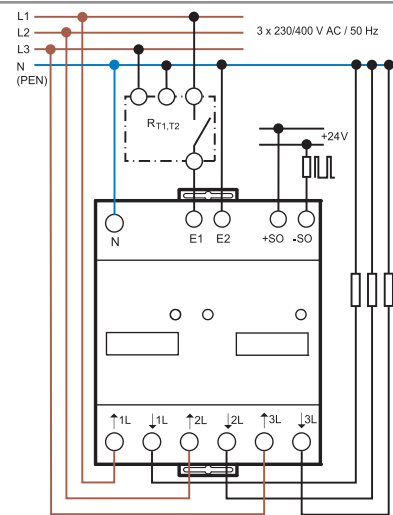 L1
L2
3 x 230/400 V AC / 50 Hz
L3
N
(PEN)
RT1,T2
+24V
N
E1
E2
+SO
-SO
↑1L
↓1L
↑2L
↓2L
↑3L
↓3L